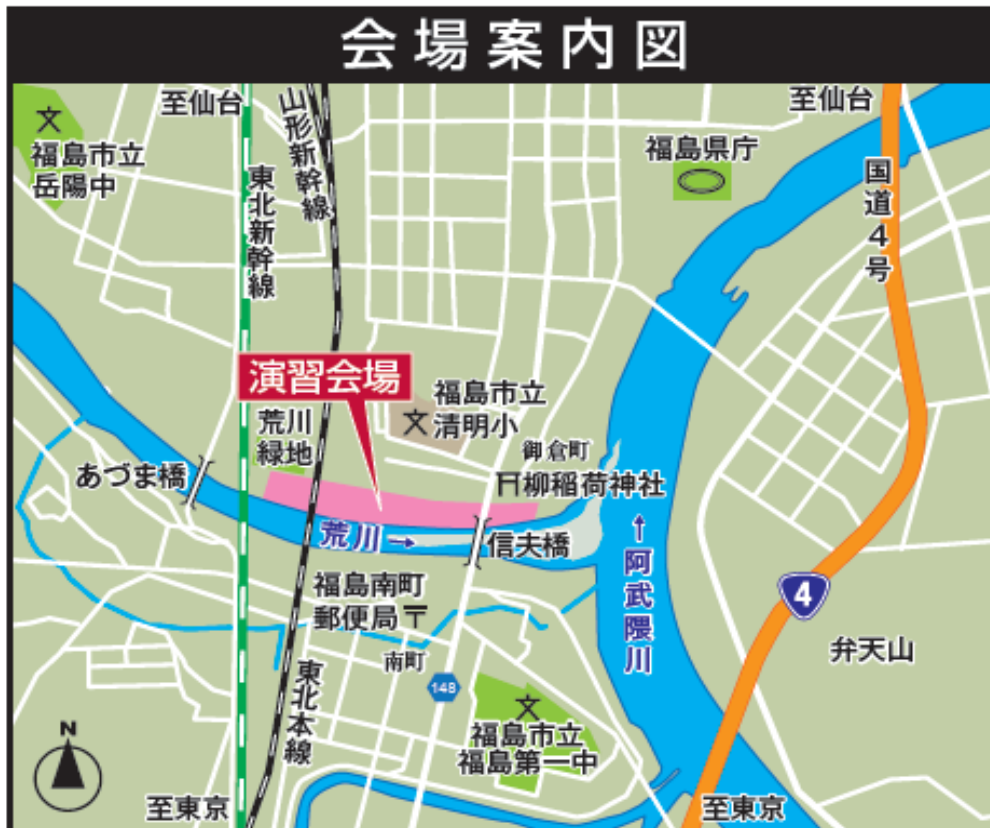 会場案内図
至仙台
山形新幹線
至仙台
福島市立
岳陽中
福島県庁
東北新幹線
国道4号
演習会場
荒川
緑地
福島市立
清明小
御倉町
柳稲荷神社
あづま橋
荒川→
信夫橋
↑阿武隈川
福島南町
郵便局〒
4
南町
弁天山
東北本線
148
福島市立
福島第一中
N
至東京
至東京